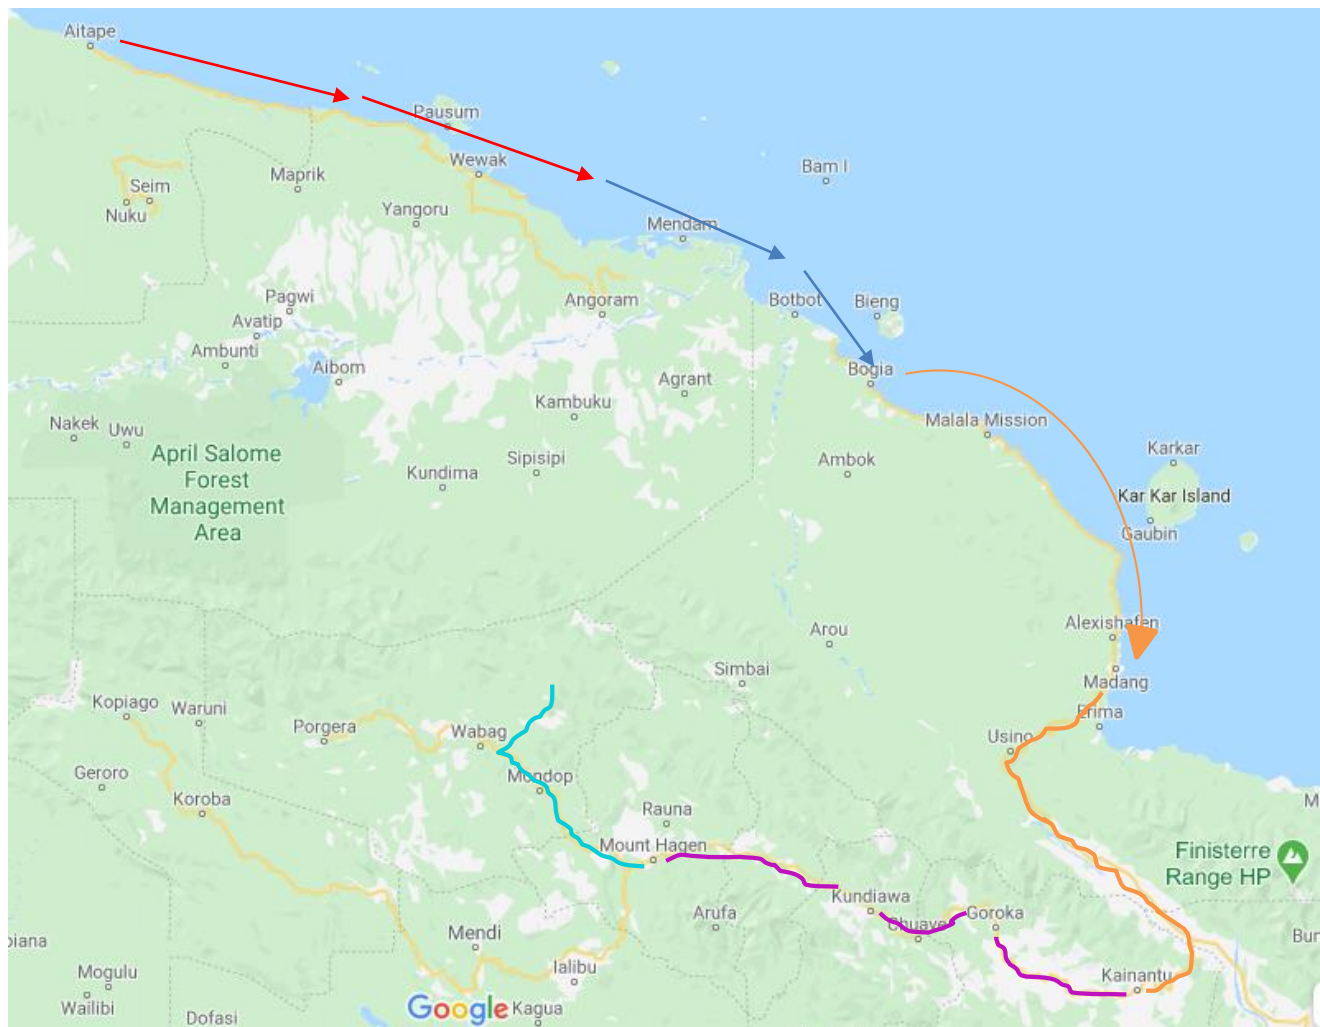 Aitape
Pausum
Wewak
Bam I
Seim
Maprik
Nuku
Yangoru
Mendam
Pagwi
Angoram
Botbot
Bieng
Avatip
Ambunti
Aibom
Bogia
Agrant
Kambuku
Nakek
Uwu
Malala Mission
April Salome
Forest
Management
Area
Kundima
Sipisipi
Ambok
Karkar
Kar Kar Island
Gaubin
Arou
Alexishafen
Simbai
Madang
Kopiago
Waruni
Porgera
Wabag
Erima
Usino
Geroro
Mondop
Koroba
Rauna
M
Mount Hagen
Finisterre
Range HP
Kundiawa
Arufa
Chuave
Goroka
piana
Mendi
Bun
Mogulu
Ialibu
Kainantu
Wailibi
Dofasi
Google
Kagua